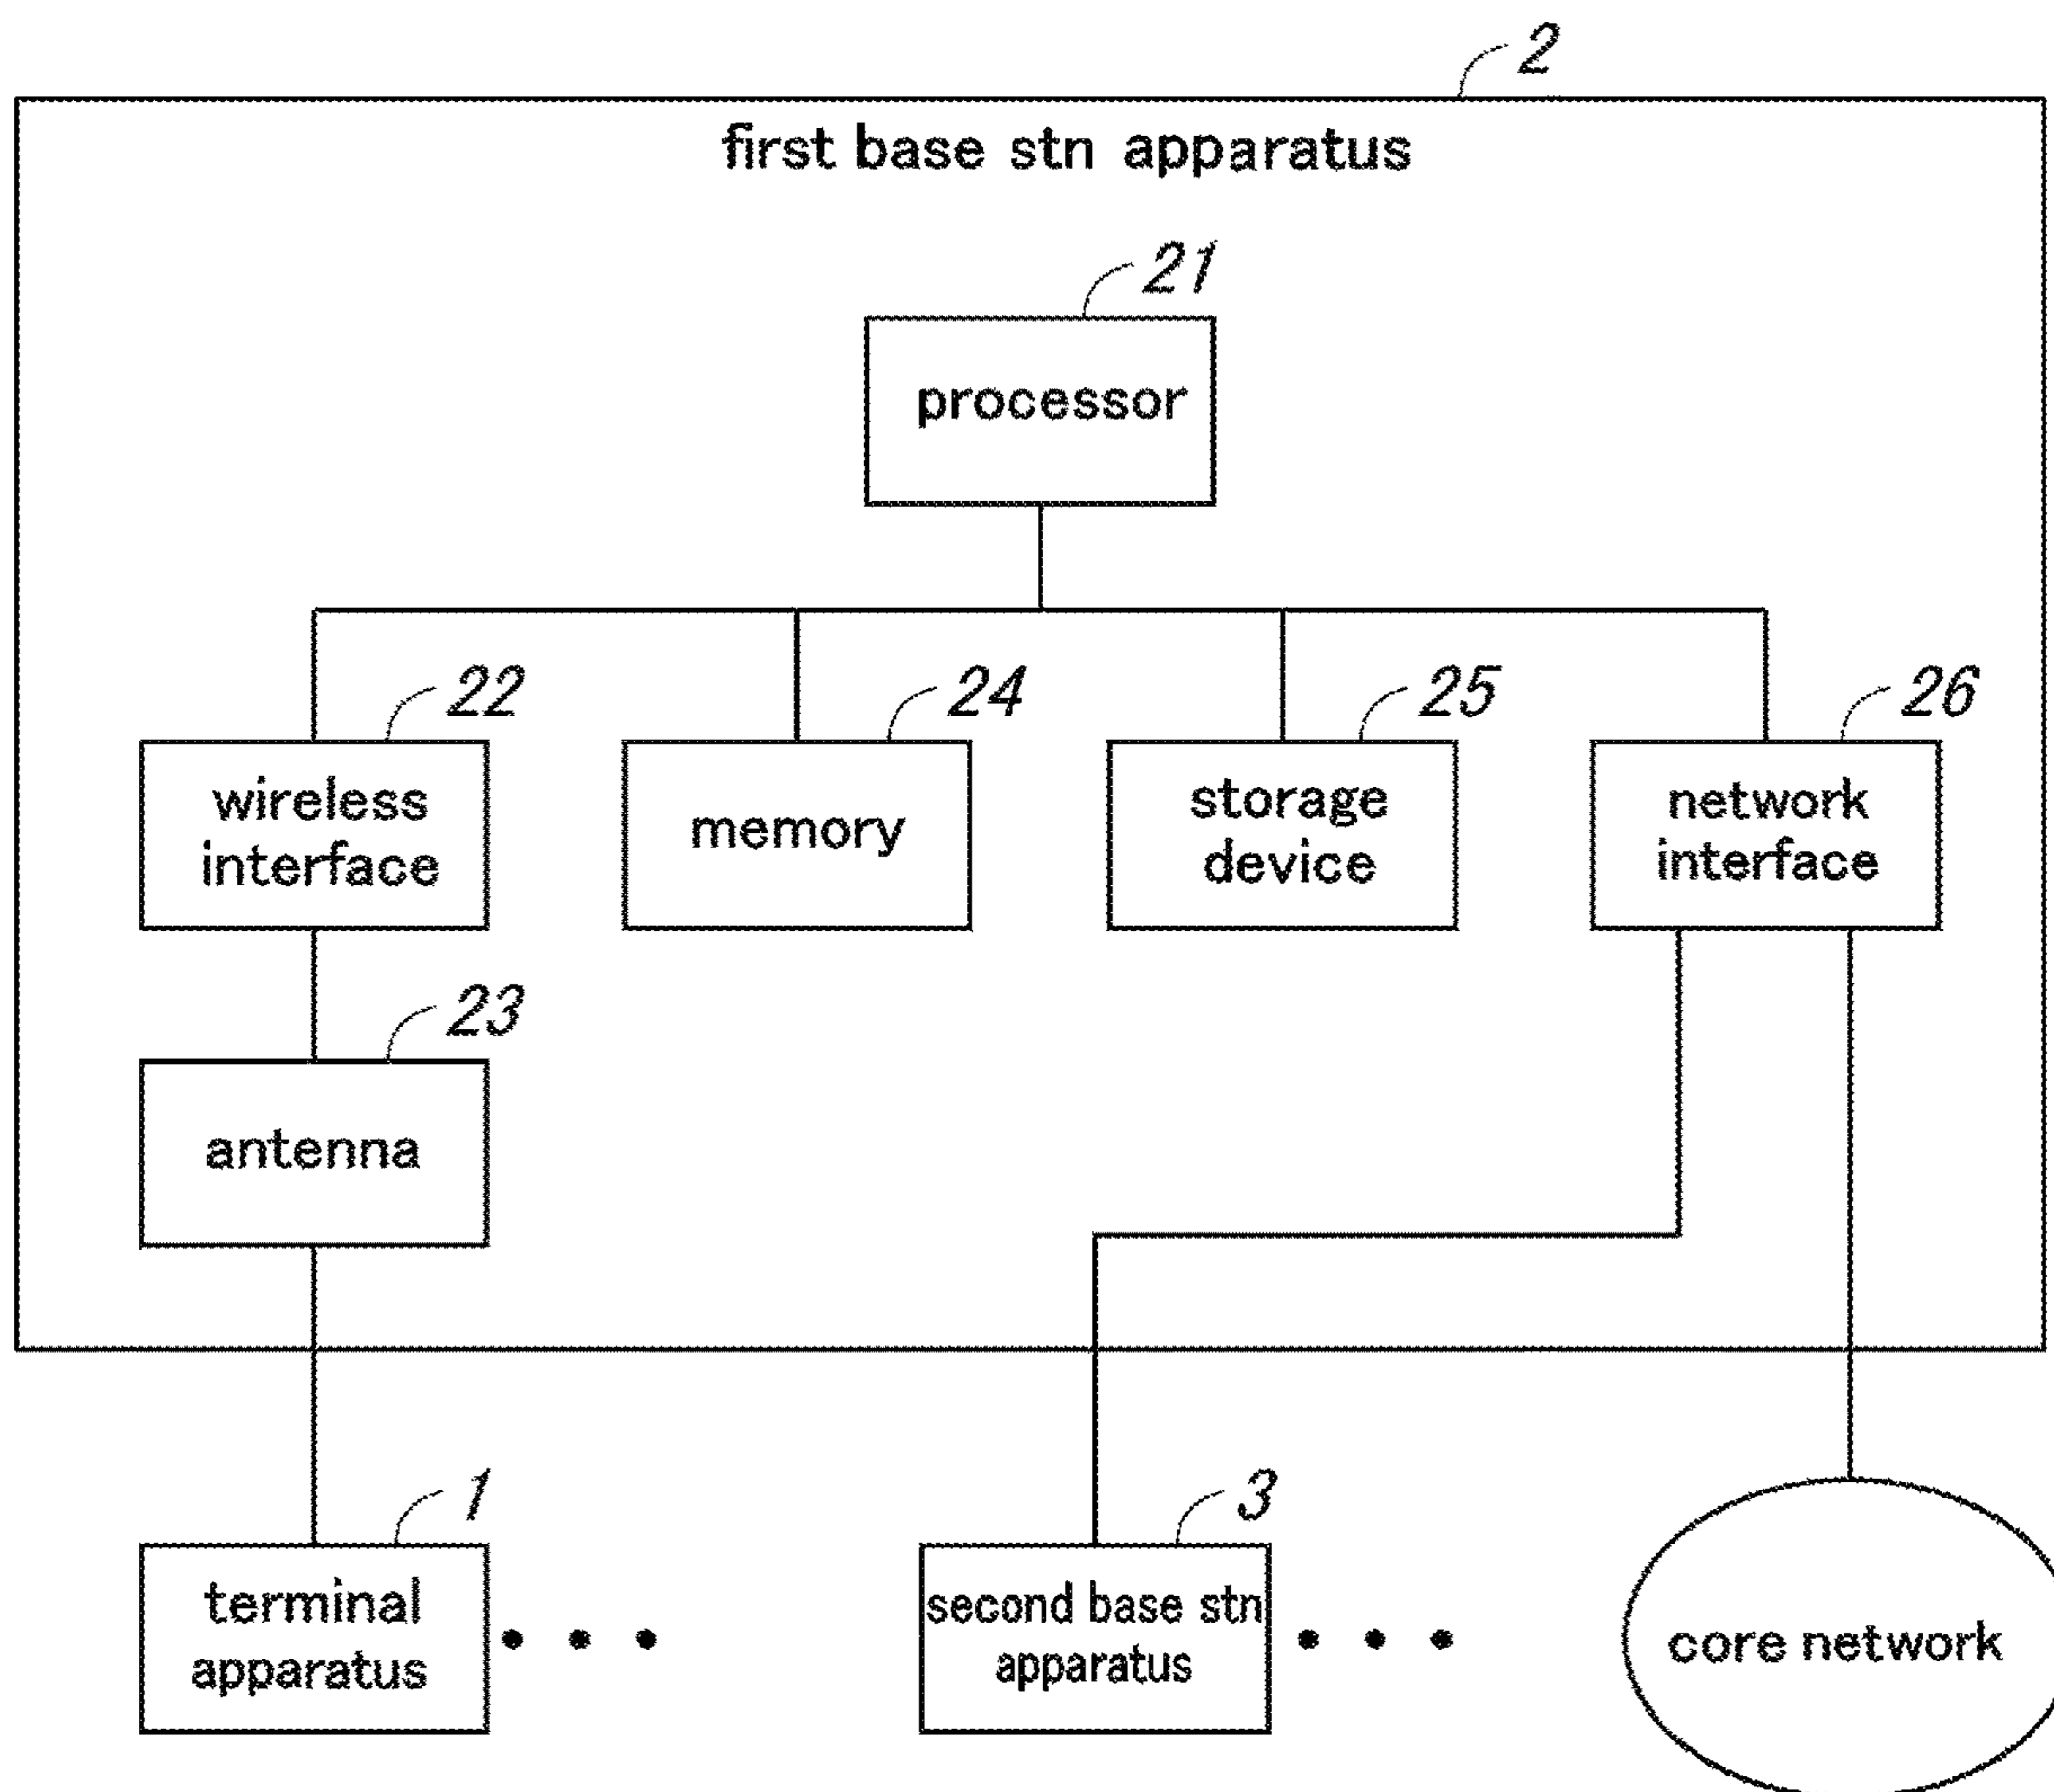 2
first base stn apparatus
21
processor
22
24
25
26
wireless
interface
memory
storage
device
network
interface
23
antenna
1
3
terminal
apparatus
second base stn
apparatus
core network